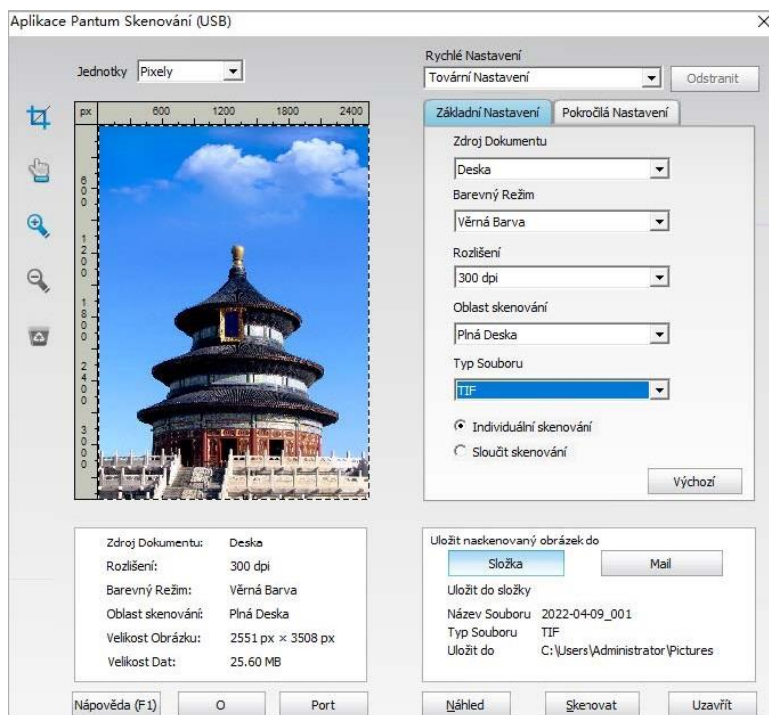 Aplikace Pantum Skenování (USB)
Jednotky Pixely
Rychlé Nastavení
Tovární Nastavení
Odstranit
px 600 1200 1800 2400
600
1200
1800
2400
3000
Základní Nastavení Pokročilá Nastavení
Zdroj Dokumentu
Deska
Barevný Režim
Věrná Barva
Rozlišení
300 dpi
Oblast skenování
Plná Deska
Typ Souboru
TIF
Individuální skenování
Sloučit skenování
Výchozí
Zdroj Dokumentu: Deska
Rozlišení: 300 dpi
Barevný Režim: Věrná Barva
Oblast skenování: Plná Deska
Velikost Obrázku: 2551 px × 3508 px
Velikost Dat: 25.60 MB
Uložit naskenovaný obrázek do
Složka Mail
Uložit do složky
Název Souboru 2022-04-09_001
Typ Souboru TIF
Uložit do C:\Users\Administrator\Pictures
Nápověda (F1) O Port
Náhled Skenovat Uzavřít